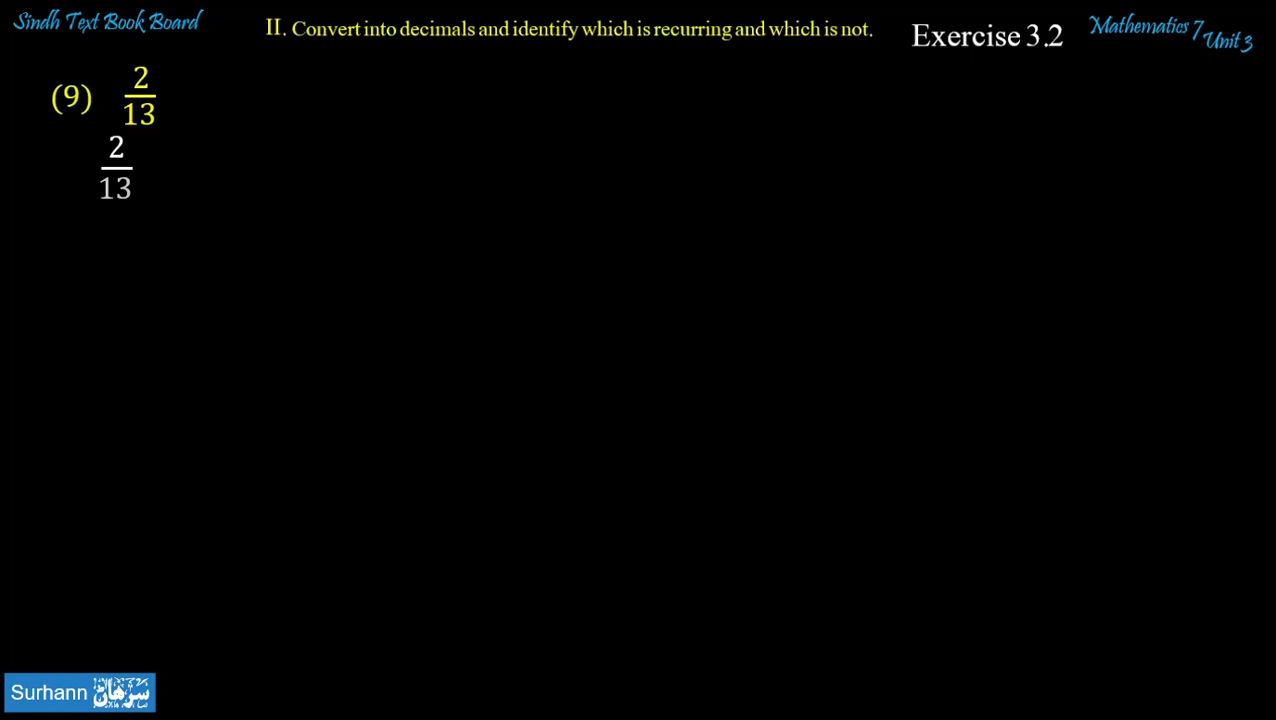 Sindh Text Book Board
II. Convert into decimals and identify which is recurring and which is not.
Exercise 3.2
Mathematics 7
Unit 3
(9) 2/13
2/13
Surhann سُرھاڻ